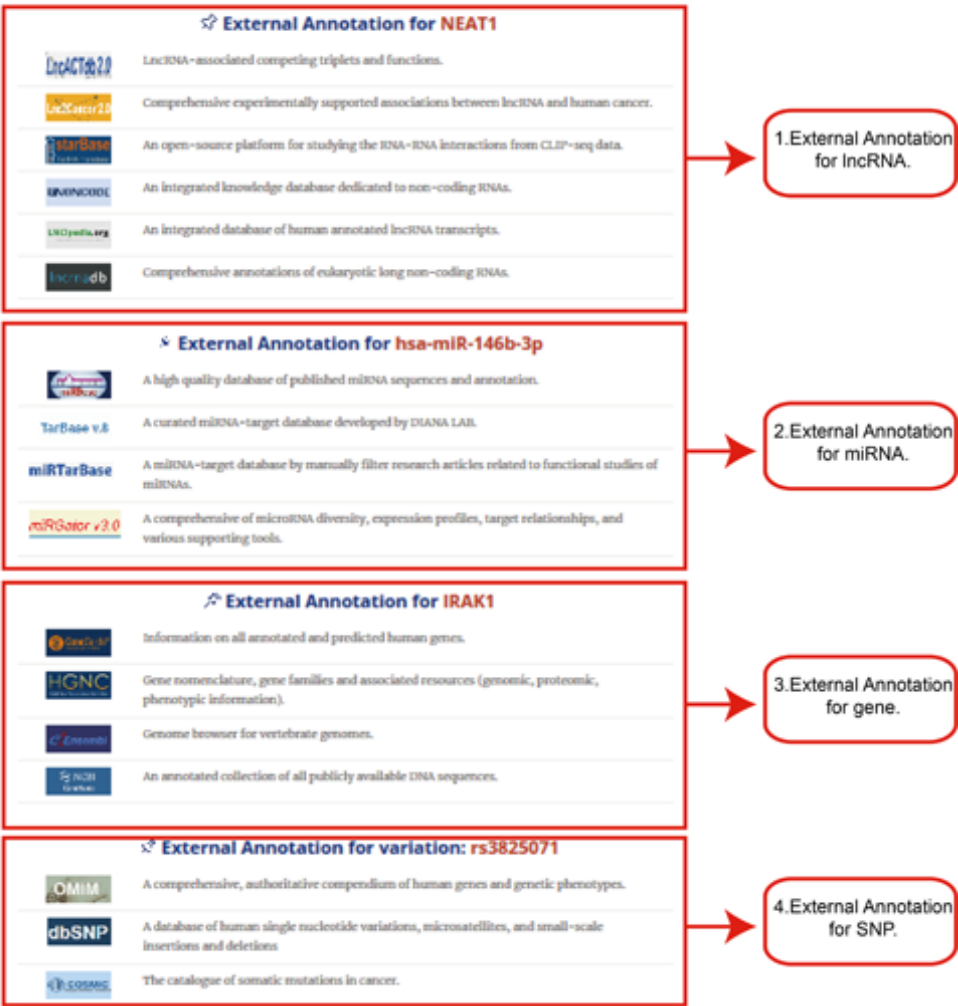 External Annotation for NEAT1
LncACTdb2.0
LncRNA-associated competing triplets and functions.
Lnc2Cancer2.0
Comprehensive experimentally supported associations between lncRNA and human cancer.
starBase
An open-source platform for studying the RNA-RNA interactions from CLIP-seq data.
NONCODE
An integrated knowledge database dedicated to non-coding RNAs.
LNCipedia.org
An integrated database of human annotated lncRNA transcripts.
lncrnadb
Comprehensive annotations of eukaryotic long non-coding RNAs.
1.External Annotation
for lncRNA.
External Annotation for hsa-miR-146b-3p
A high quality database of published miRNA sequences and annotation.
TarBase v.8
A curated miRNA-target database developed by DIANA LAB.
miRTarBase
A miRNA-target database by manually filter research articles related to functional studies of
miRNAs.
miRGator v3.0
A comprehensive of microRNA diversity, expression profiles, target relationships, and
various supporting tools.
2.External Annotation
for miRNA.
External Annotation for IRAK1
Information on all annotated and predicted human genes.
HGNC
Gene nomenclature, gene families and associated resources (genomic, proteomic,
phenotypic information).
Ensembl
Genome browser for vertebrate genomes.
NCBI
An annotated collection of all publicly available DNA sequences.
3.External Annotation
for gene.
External Annotation for variation: rs3825071
OMIM
A comprehensive, authoritative compendium of human genes and genetic phenotypes.
dbSNP
A database of human single nucleotide variations, microsatellites, and small-scale
insertions and deletions
COSMIC
The catalogue of somatic mutations in cancer.
4.External Annotation
for SNP.